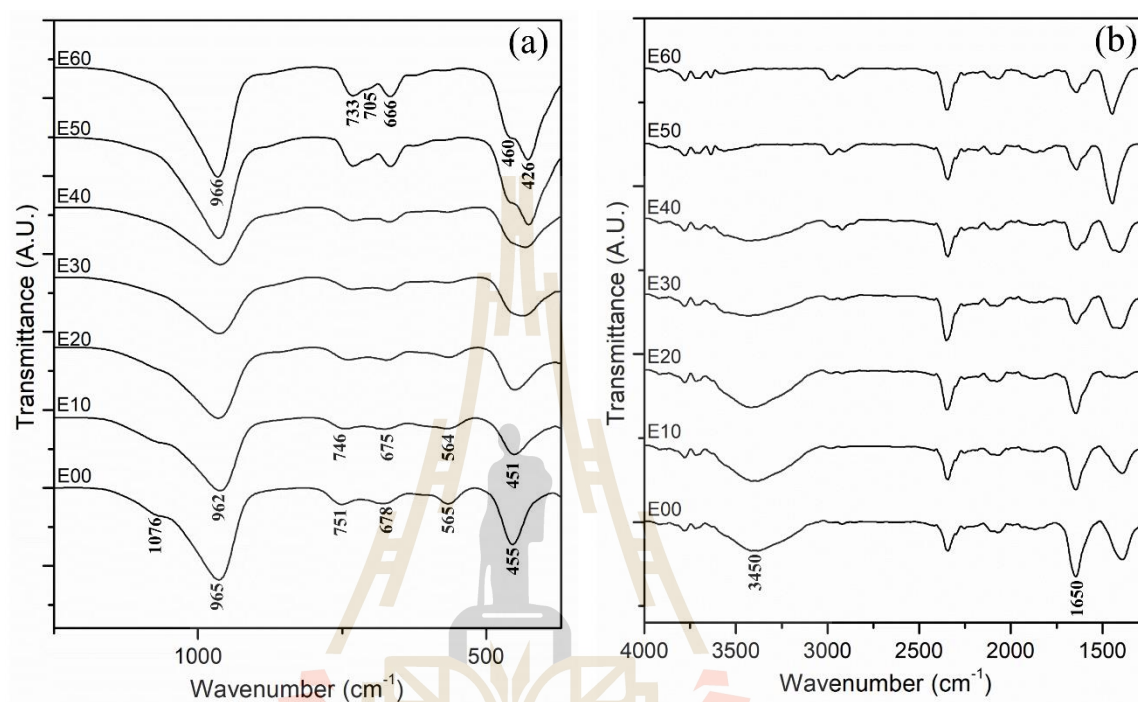 (a)
E60
733
705
666
460
426
966
E50
E40
E30
E20
E10
746
675
564
451
962
E00
1076
751
678
565
455
965
1000
500
Wavenumber (cm⁻¹)
Transmittance (A.U.)
(b)
E60
E50
E40
E30
E20
E10
E00
3450
1650
4000
3500
3000
2500
2000
1500
Wavenumber (cm⁻¹)
Transmittance (A.U.)